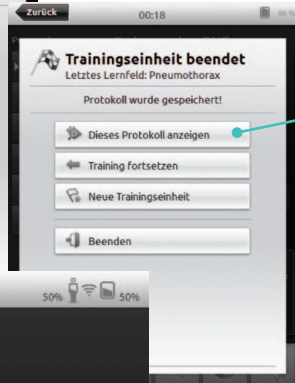 Zurück
00:18
96 %
Trainingseinheit beendet
Letztes Lernfeld: Pneumothorax
Protokoll wurde gespeichert!
Dieses Protokoll anzeigen
Training fortsetzen
Neue Trainingseinheit
Beenden
50%
50%